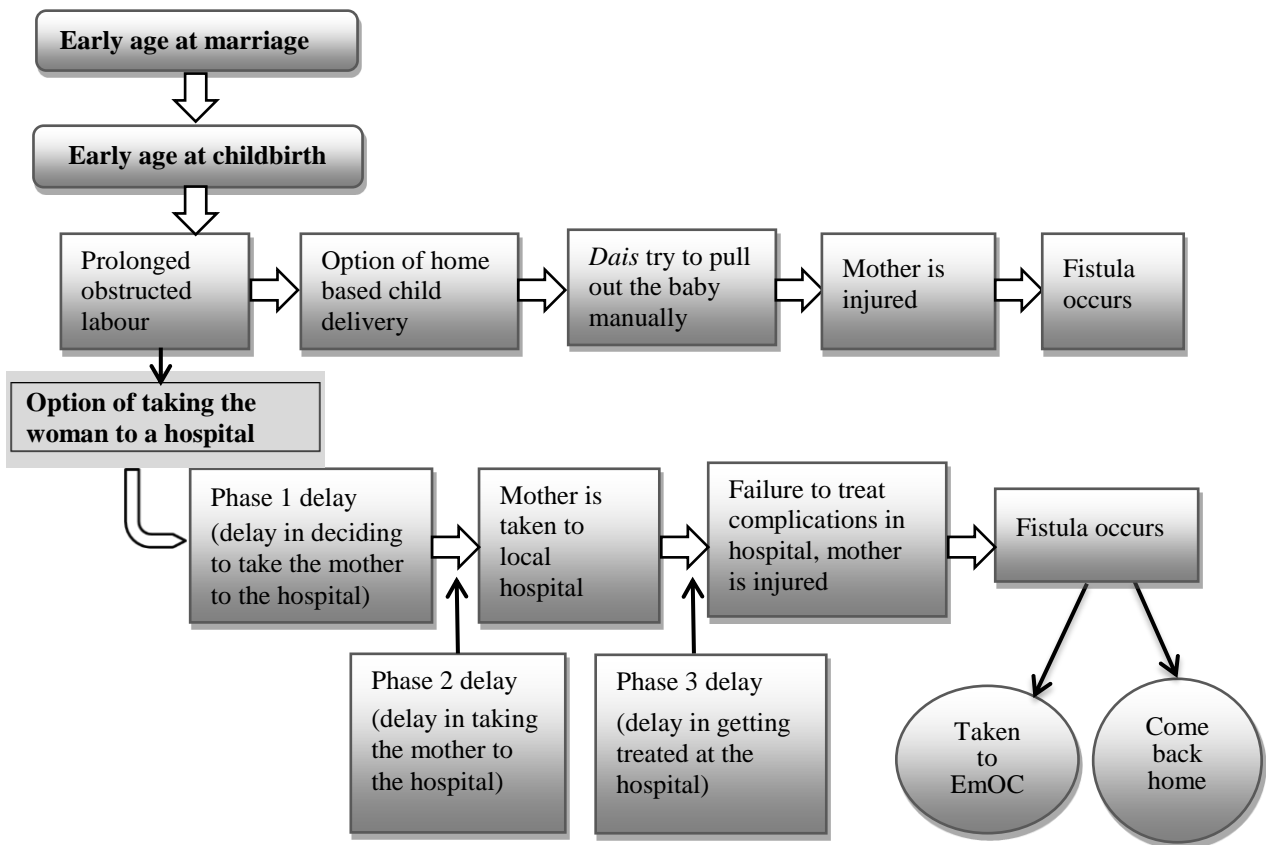 Early age at marriage
Early age at childbirth
Prolonged
obstructed
labour
Option of home
based child
delivery
Dais try to pull
out the baby
manually
Mother is
injured
Fistula
occurs
Option of taking the
woman to a hospital
Phase 1 delay
(delay in deciding
to take the mother
to the hospital)
Mother is
taken to
local
hospital
Failure to treat
complications in
hospital, mother
is injured
Fistula occurs
Phase 2 delay
(delay in taking
the mother to
the hospital)
Phase 3 delay
(delay in getting
treated at the
hospital)
Taken
to
EmOC
Come
back
home